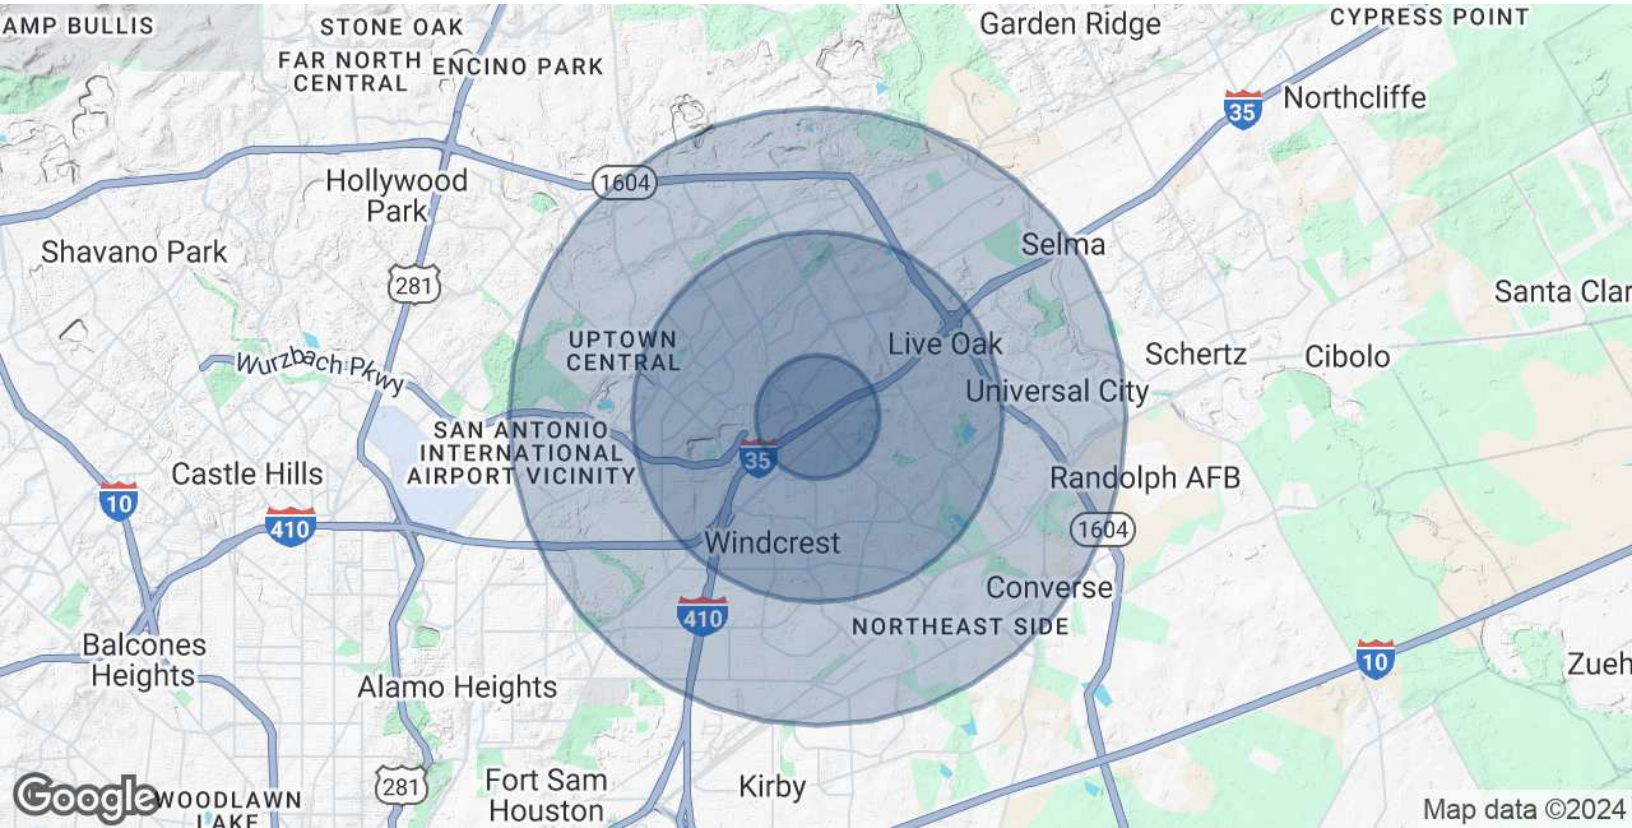 AMP BULLIS
STONE OAK
FAR NORTH
CENTRAL
ENCINO PARK
Garden Ridge
CYPRESS POINT
35
Northcliffe
1604
Hollywood
Park
Shavano Park
281
Selma
Santa Clar
UPTOWN
CENTRAL
Live Oak
Schertz
Cibolo
Wurzbach Pkwy
Universal City
SAN ANTONIO
INTERNATIONAL
AIRPORT VICINITY
35
Castle Hills
Randolph AFB
10
410
1604
Windcrest
Converse
410
NORTHEAST SIDE
Balcones
Heights
10
Zueh
Alamo Heights
281
Fort Sam
Houston
Kirby
Google
WOODLAWN
LAKE
Map data ©2024